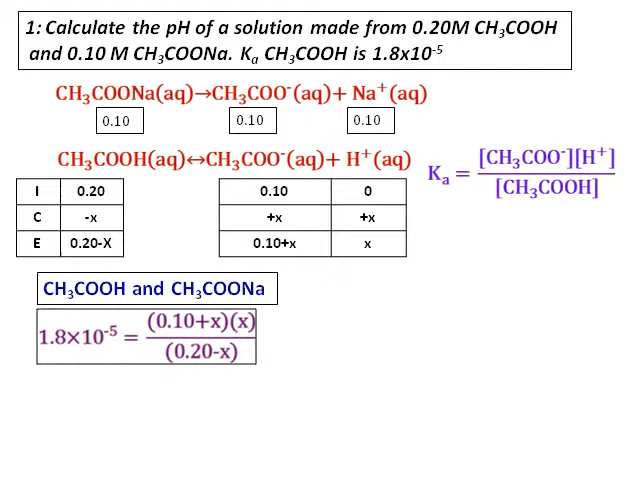 1: Calculate the pH of a solution made from 0.20M CH₃COOH
and 0.10 M CH₃COONa. Kₐ CH₃COOH is 1.8x10⁻⁵
CH₃COONa(aq)→CH₃COO⁻(aq)+ Na⁺(aq)
0.10 0.10 0.10
CH₃COOH(aq)↔CH₃COO⁻(aq)+ H⁺(aq)
Kₐ = [CH₃COO⁻][H⁺] / [CH₃COOH]
I 0.20 0.10 0
C -x +x +x
E 0.20-X 0.10+x x
CH₃COOH and CH₃COONa
1.8×10⁻⁵ = (0.10+x)(x) / (0.20-x)